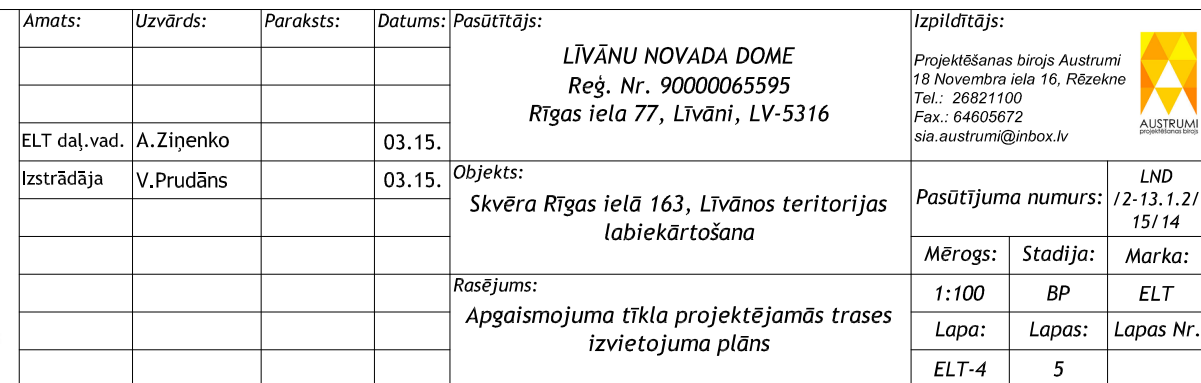 Amats: Uzvārds: Paraksts: Datums:
ELT daļ.vad. A.Ziņenko 03.15.
Izstrādāja V.Prudāns 03.15.
Pasūtītājs:
LĪVĀNU NOVADA DOME
Reģ. Nr. 90000065595
Rīgas iela 77, Līvāni, LV-5316
Objekts:
Skvēra Rīgas ielā 163, Līvānos teritorijas
labiekārtošana
Rasējums:
Apgaismojuma tīkla projektējamās trases
izvietojuma plāns
Izpildītājs:
Projektēšanas birojs Austrumi
18 Novembra iela 16, Rēzekne
Tel.: 26821100
Fax.: 64605672
sia.austrumi@inbox.lv
AUSTRUMI
projektēšanas birojs
Pasūtījuma numurs:
LND
/2-13.1.2/
15/14
Mērogs: Stadija: Marka:
1:100 BP ELT
Lapa: Lapas: Lapas Nr.
ELT-4 5